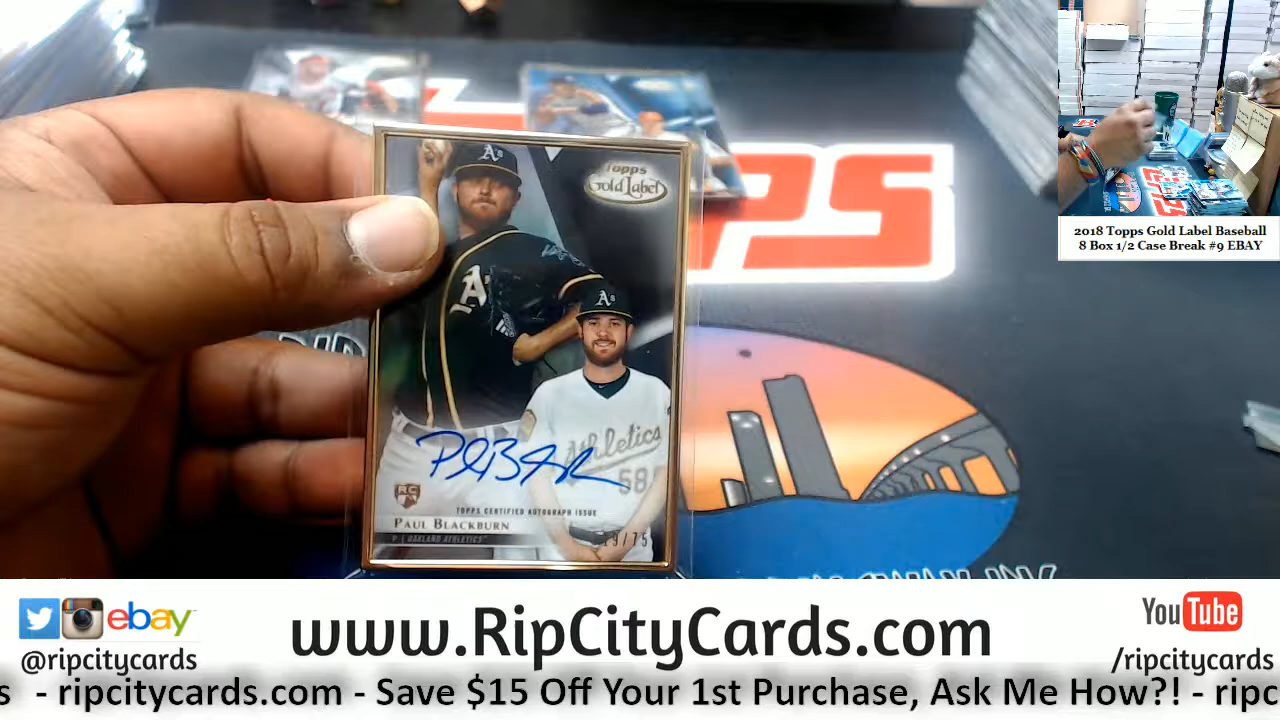 A's
Topps
Gold Label
A's
A's
Athletics
58
RC
TOPPS CERTIFIED AUTOGRAPH ISSUE
PAUL BLACKBURN
P | OAKLAND ATHLETICS
/75
2018 Topps Gold Label Baseball
8 Box 1/2 Case Break #9 EBAY
ebay
@ripcitycards
www.RipCityCards.com
YouTube
/ripcitycards
- ripcitycards.com - Save $15 Off Your 1st Purchase, Ask Me How?! - ripc